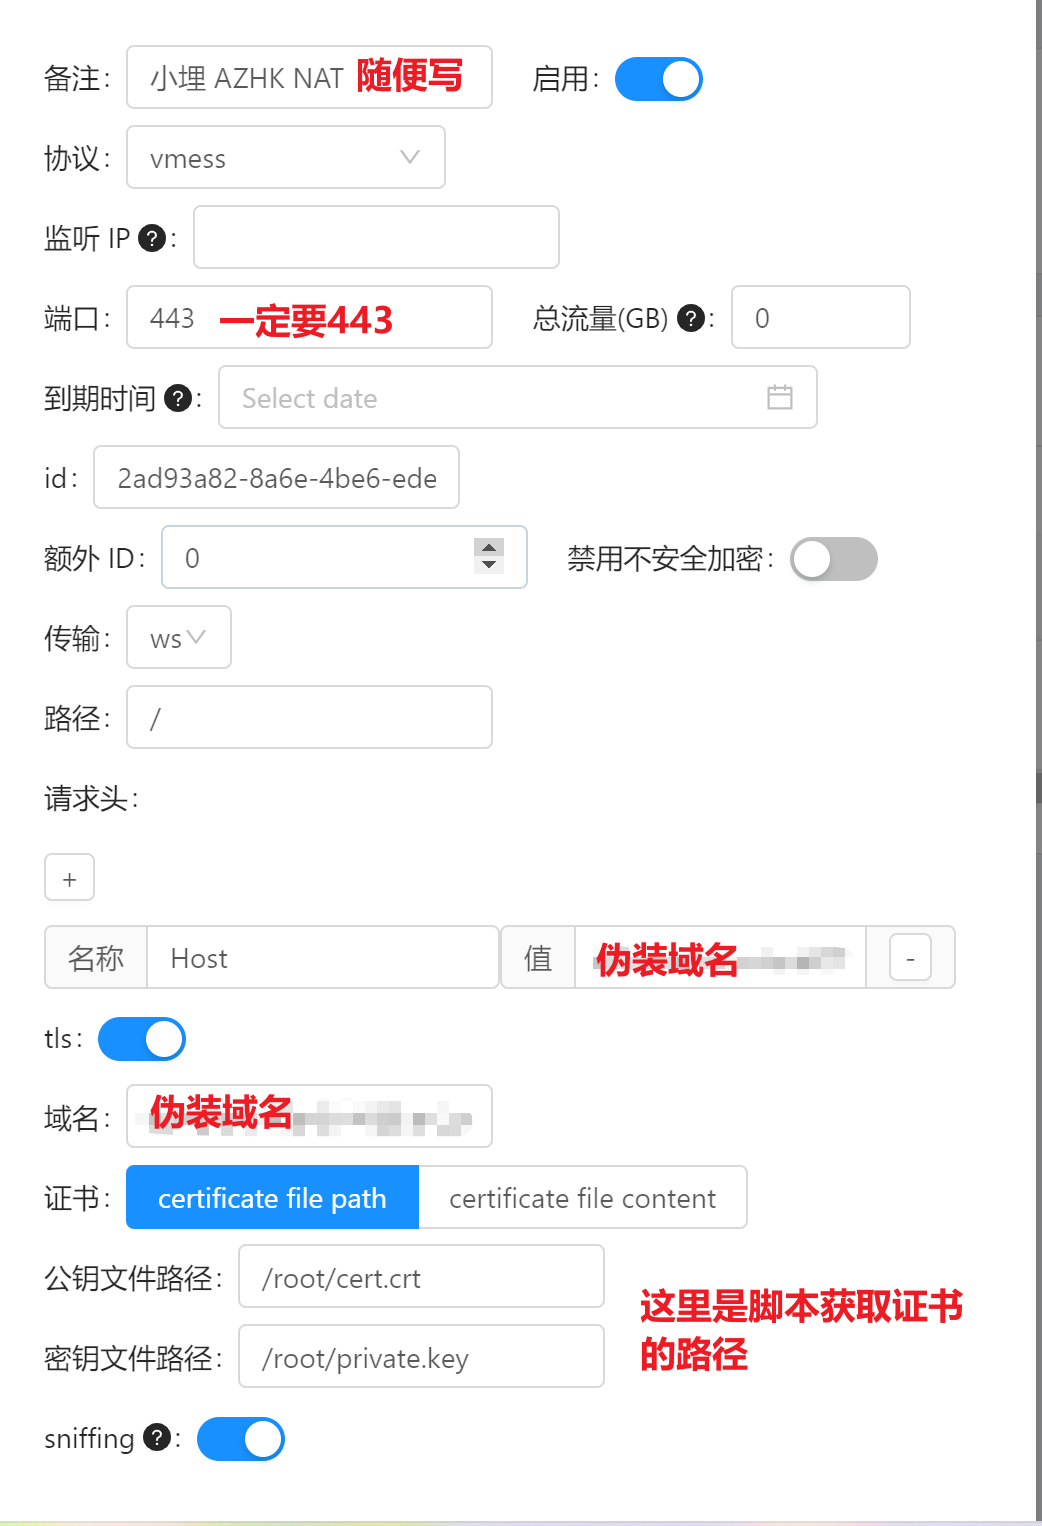 备注: 小埋 AZHK NAT 随便写 启用:
协议: vmess
监听 IP ? :
端口: 443 一定要443 总流量(GB) ? : 0
到期时间 ? : Select date
id: 2ad93a82-8a6e-4be6-ede
额外 ID: 0 禁用不安全加密:
传输: ws
路径: /
请求头:
+
名称 Host 值 伪装域名 -
tls:
域名: 伪装域名
证书: certificate file path certificate file content
公钥文件路径: /root/cert.crt
这里是脚本获取证书
的路径
密钥文件路径: /root/private.key
sniffing ? :